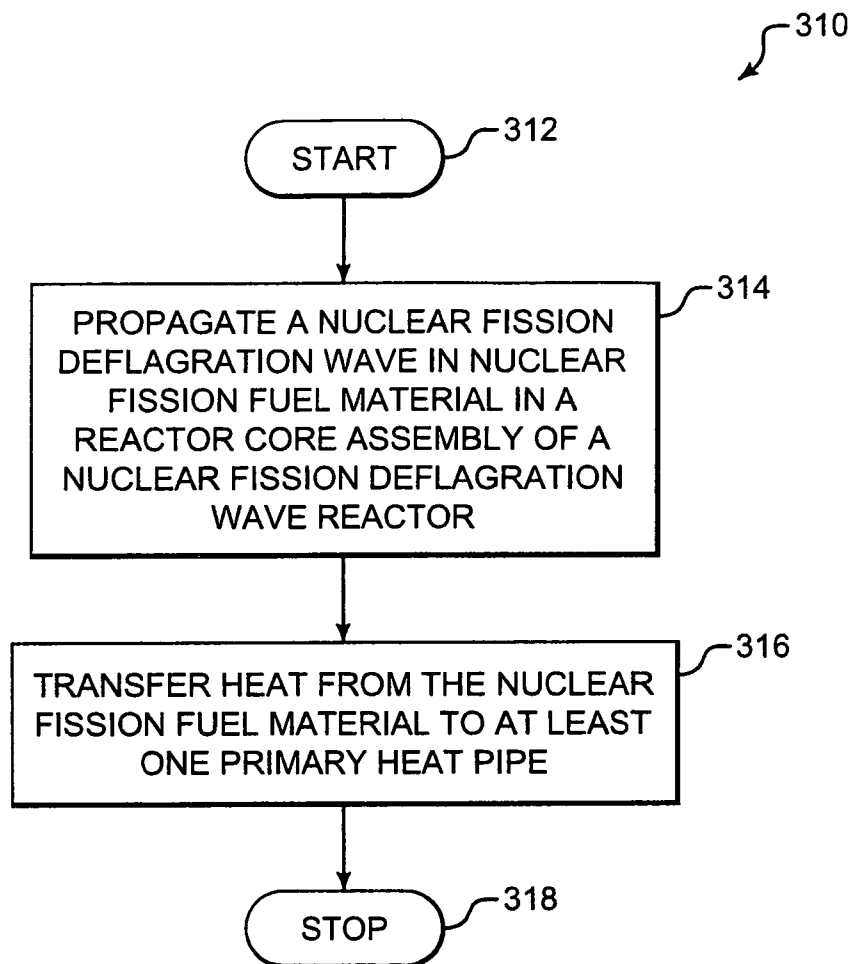 310
START
312
PROPAGATE A NUCLEAR FISSION
DEFLAGRATION WAVE IN NUCLEAR
FISSION FUEL MATERIAL IN A
REACTOR CORE ASSEMBLY OF A
NUCLEAR FISSION DEFLAGRATION
WAVE REACTOR
314
TRANSFER HEAT FROM THE NUCLEAR
FISSION FUEL MATERIAL TO AT LEAST
ONE PRIMARY HEAT PIPE
316
STOP
318